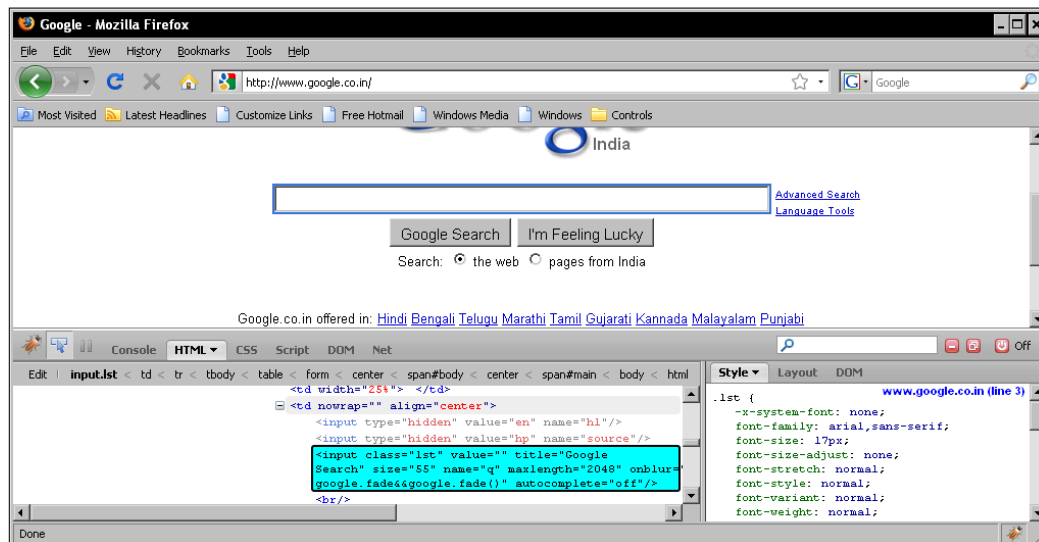 Google - Mozilla Firefox
File Edit View History Bookmarks Tools Help
http://www.google.co.in/ G Google
Most Visited Latest Headlines Customize Links Free Hotmail Windows Media Windows Controls
India
Advanced Search
Language Tools
Google Search I'm Feeling Lucky
Search: the web pages from India
Google.co.in offered in: Hindi Bengali Telugu Marathi Tamil Gujarati Kannada Malayalam Punjabi
Console HTML CSS Script DOM Net Off
Edit input.lst < td < tr < tbody < table < form < center < span#body < center < span#main < body < html
<td width="25%"> </td>
<td nowrap="" align="center">
<input type="hidden" value="en" name="hl"/>
<input type="hidden" value="hp" name="source"/>
<input class="lst" value="" title="Google
Search" size="55" name="q" maxlength="2048" onblur="
google.fade&&google.fade()" autocomplete="off"/>
<br/>
Style Layout DOM
www.google.co.in (line 3)
.lst {
-x-system-font: none;
font-family: arial,sans-serif;
font-size: 17px;
font-size-adjust: none;
font-stretch: normal;
font-style: normal;
font-variant: normal;
font-weight: normal;
Done